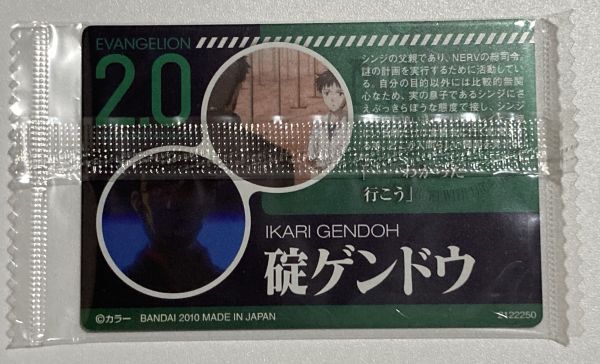 EVANGELION
2.0
シンジの父親であり、NERVの総司令。
謎の計画を実行するために活動してい
る。自分の目的以外には比較的無関
心なため、実の息子であるシンジにさ
えぶっきらぼうな態度で接し、シンジ
行こう」
IKARI GENDOH
碇ゲンドウ
©カラー BANDAI 2010 MADE IN JAPAN
2122250